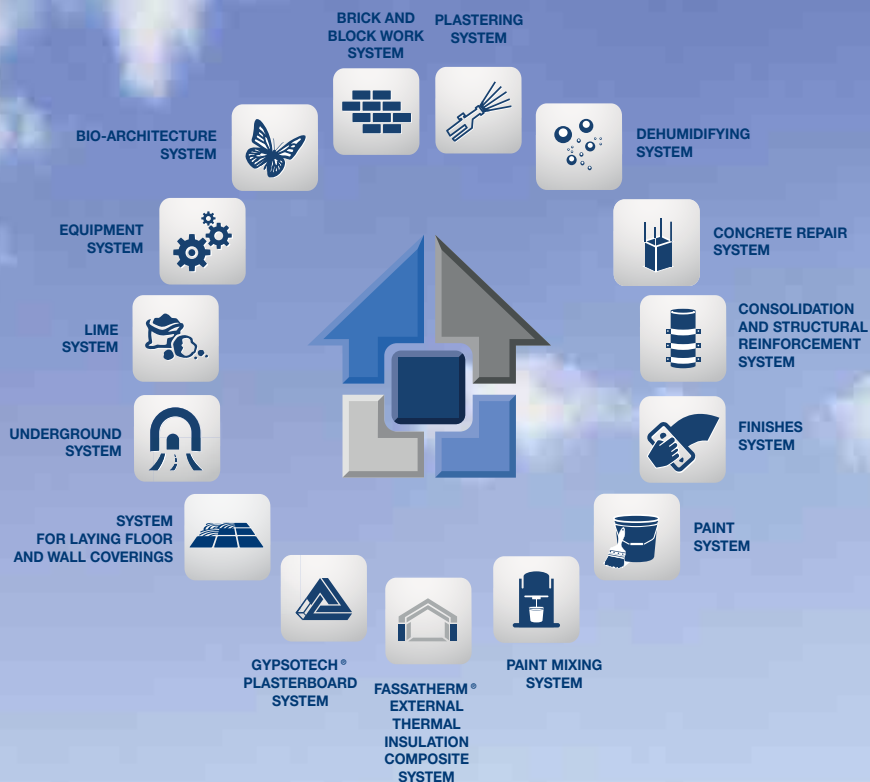 BRICK AND
BLOCK WORK
SYSTEM
PLASTERING
SYSTEM
DEHUMIDIFYING
SYSTEM
CONCRETE REPAIR
SYSTEM
CONSOLIDATION
AND STRUCTURAL
REINFORCEMENT
SYSTEM
FINISHES
SYSTEM
PAINT
SYSTEM
PAINT MIXING
SYSTEM
FASSATHERM®
EXTERNAL
THERMAL
INSULATION
COMPOSITE
SYSTEM
GYPSOTECH®
PLASTERBOARD
SYSTEM
SYSTEM
FOR LAYING FLOOR
AND WALL COVERINGS
UNDERGROUND
SYSTEM
LIME
SYSTEM
EQUIPMENT
SYSTEM
BIO-ARCHITECTURE
SYSTEM